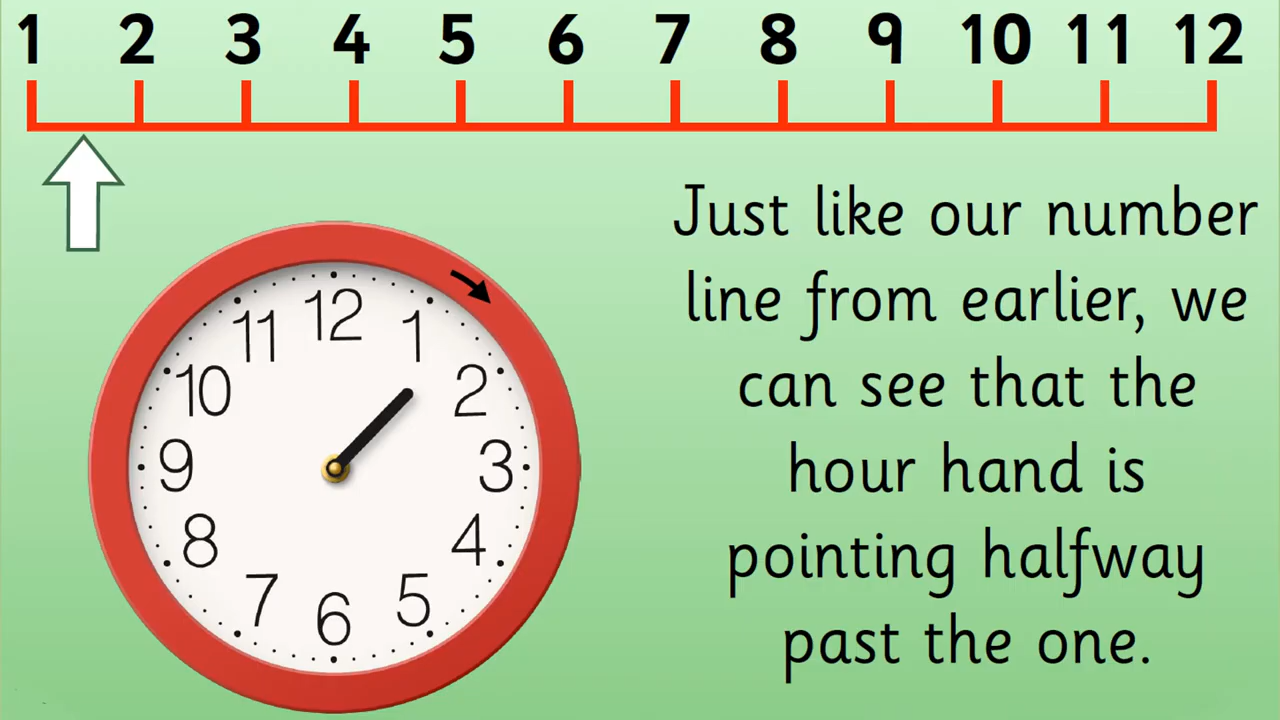 1 2 3 4 5 6 7 8 9 10 11 12
Just like our number
line from earlier, we
can see that the
hour hand is
pointing halfway
past the one.
12
11 1
10 2
9 3
8 4
7 5
6